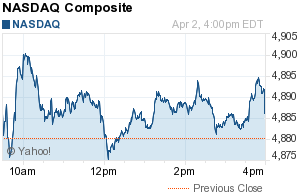 NASDAQ Composite
NASDAQ Apr 2, 4:00pm EDT
4,905
4,900
4,895
4,890
4,885
4,880
4,875
© Yahoo!
10am 12pm 2pm 4pm
Previous Close